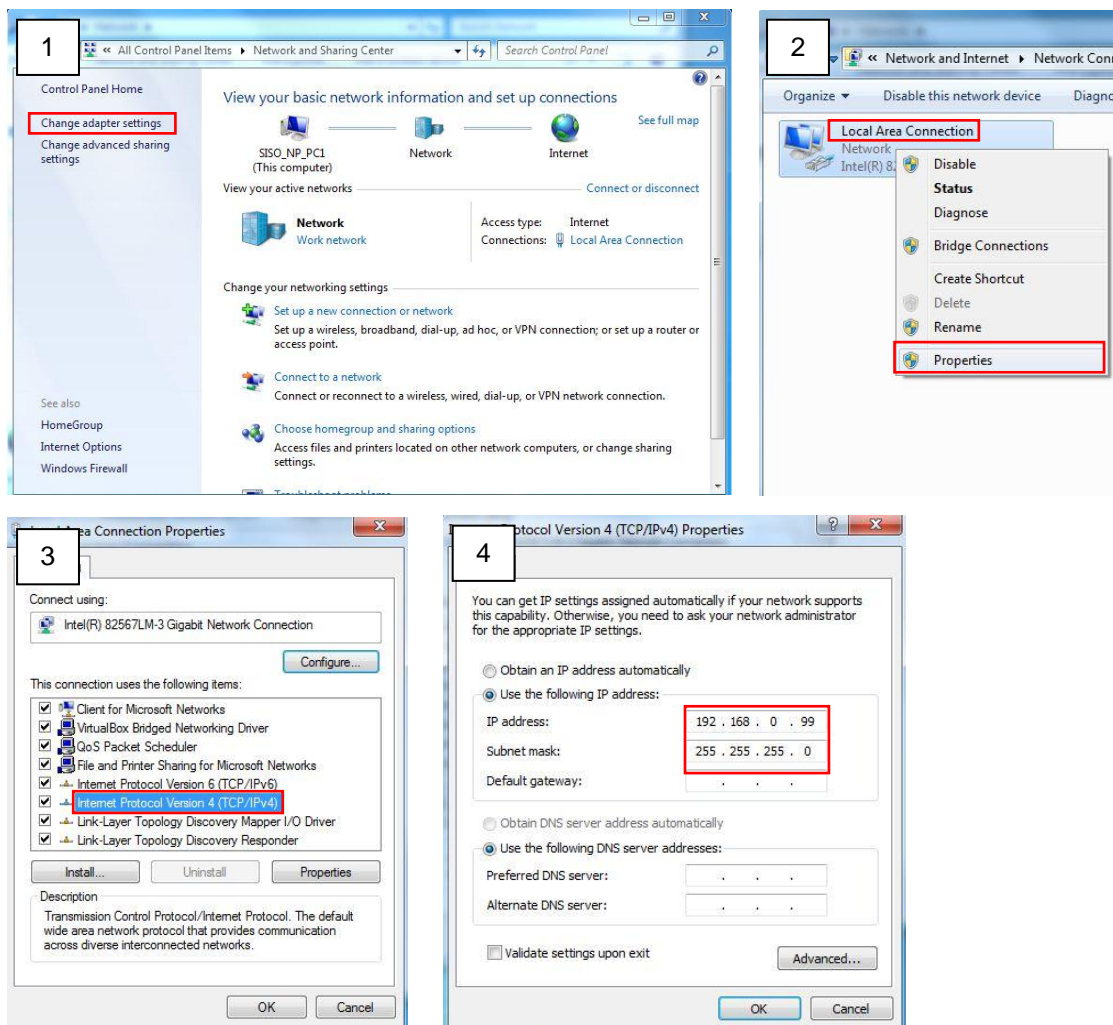 1
« All Control Panel Items ▸ Network and Sharing Center
Search Control Panel
Control Panel Home
Change adapter settings
Change advanced sharing
settings
See also
HomeGroup
Internet Options
Windows Firewall
View your basic network information and set up connections
See full map
SISO_NP_PC1
(This computer)
Network
Internet
View your active networks
Connect or disconnect
Network
Work network
Access type: Internet
Connections: Local Area Connection
Change your networking settings
Set up a new connection or network
Set up a wireless, broadband, dial-up, ad hoc, or VPN connection; or set up a router or
access point.
Connect to a network
Connect or reconnect to a wireless, wired, dial-up, or VPN network connection.
Choose homegroup and sharing options
Access files and printers located on other network computers, or change sharing
settings.
2
« Network and Internet ▸ Network Conn
Organize
Disable this network device
Diagno
Local Area Connection
Network
Intel(R) 82
Disable
Status
Diagnose
Bridge Connections
Create Shortcut
Delete
Rename
Properties
3
ea Connection Properties
Connect using:
Intel(R) 82567LM-3 Gigabit Network Connection
Configure...
This connection uses the following items:
Client for Microsoft Networks
VirtualBox Bridged Networking Driver
QoS Packet Scheduler
File and Printer Sharing for Microsoft Networks
Internet Protocol Version 6 (TCP/IPv6)
Internet Protocol Version 4 (TCP/IPv4)
Link-Layer Topology Discovery Mapper I/O Driver
Link-Layer Topology Discovery Responder
Install...
Uninstall
Properties
Description
Transmission Control Protocol/Internet Protocol. The default
wide area network protocol that provides communication
across diverse interconnected networks.
OK
Cancel
4
otocol Version 4 (TCP/IPv4) Properties
You can get IP settings assigned automatically if your network supports
this capability. Otherwise, you need to ask your network administrator
for the appropriate IP settings.
Obtain an IP address automatically
Use the following IP address:
IP address: 192 . 168 . 0 . 99
Subnet mask: 255 . 255 . 255 . 0
Default gateway: . . .
Obtain DNS server address automatically
Use the following DNS server addresses:
Preferred DNS server: . . .
Alternate DNS server: . . .
Validate settings upon exit
Advanced...
OK
Cancel